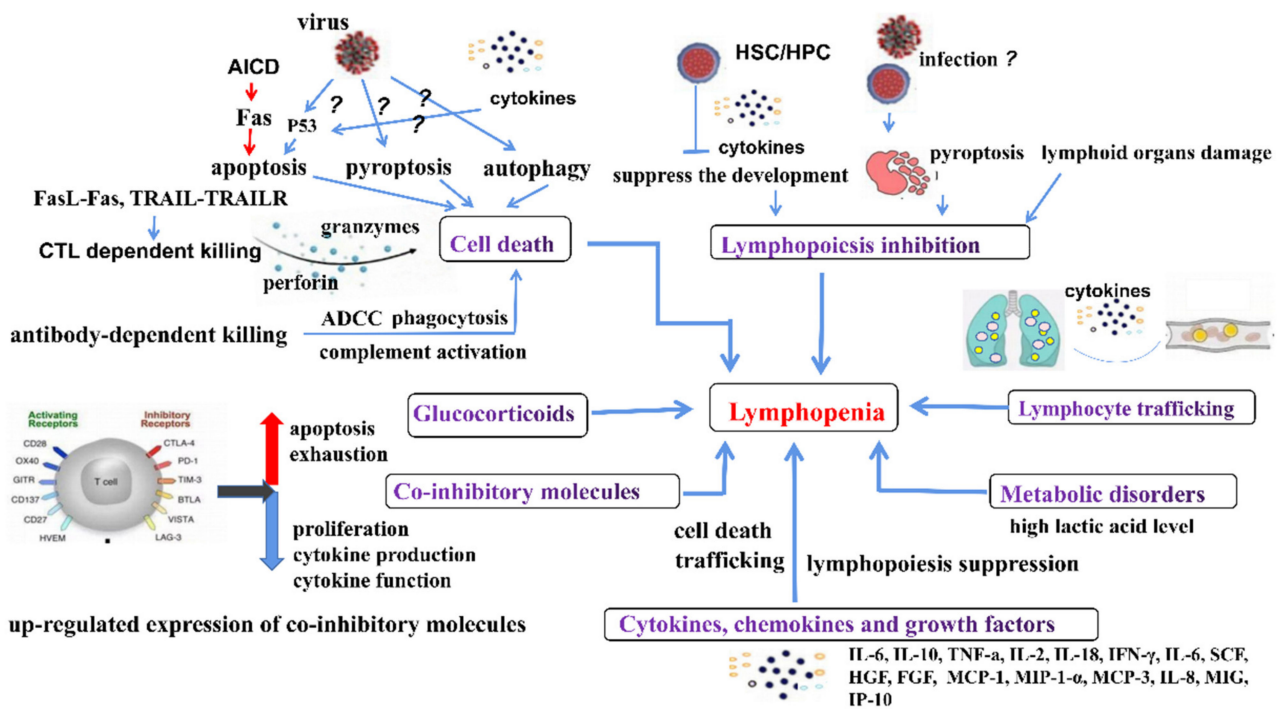 virus
AICD
Fas
P53
?
?
?
?
cytokines
apoptosis
pyroptosis
autophagy
FasL-Fas, TRAIL-TRAILR
CTL dependent killing
granzymes
perforin
Cell death
antibody-dependent killing
ADCC phagocytosis
complement activation
HSC/HPC
cytokines
suppress the development
infection ?
pyroptosis
lymphoid organs damage
Lymphopoicsis inhibition
cytokines
Glucocorticoids
Lymphopenia
Lymphocyte trafficking
Co-inhibitory molecules
Metabolic disorders
high lactic acid level
Activating
Receptors
Inhibitory
Receptors
CD28
OX40
GITR
CD137
CD27
HVEM
T cell
CTLA-4
PD-1
TIM-3
BTLA
VISTA
LAG-3
apoptosis
exhaustion
proliferation
cytokine production
cytokine function
up-regulated expression of co-inhibitory molecules
cell death
trafficking
lymphopoiesis suppression
Cytokines, chemokines and growth factors
IL-6, IL-10, TNF-a, IL-2, IL-18, IFN-γ, IL-6, SCF,
HGF, FGF, MCP-1, MIP-1-α, MCP-3, IL-8, MIG,
IP-10